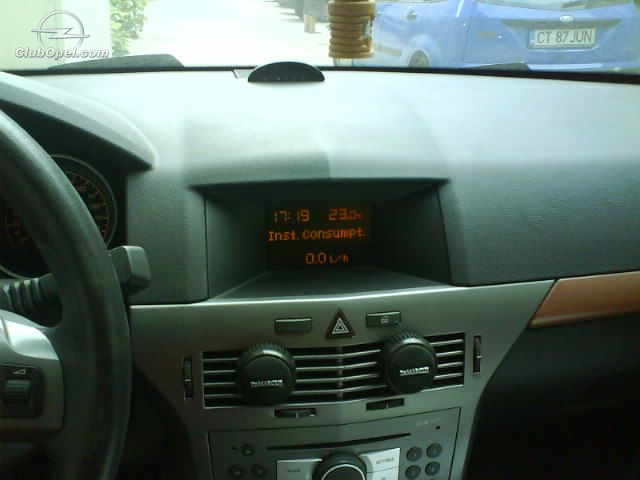 ClubOpel.com
CT 87 JUN
17:19 23.0°c
Inst.Consumpt.
0.0 L/h